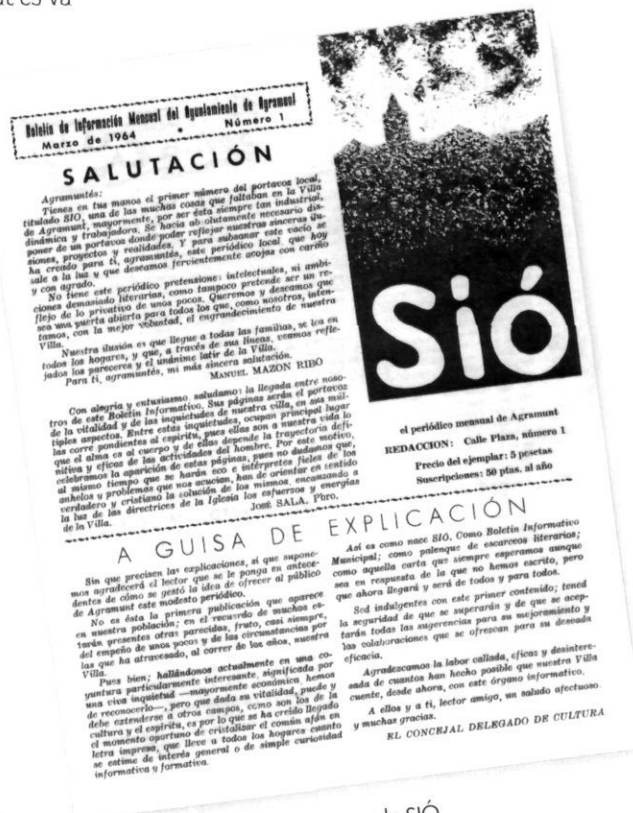 at es va
Boletín de Información Mensual del Ayuntamiento de Agramunt
Marzo de 1964 • Número 1
SALUTACIÓN
Agramuntés:
Tienes en tus manos el primer número del portavos local,
titulado SIO, una de las muchas cosas que faltaban en la Villa
de Agramunt, mayormente, por ser ésta siempre tan industrial,
dinámica y trabajadora. Se hacía absolutamente necesario dis-
poner de un portavos donde poder reflejar nuestras sinceras ilu-
siones, proyectos y realidades. Y para subsanar este vacío se
ha creado para ti, agramuntés, este periódico local, que hoy
sale a la luz y que deseamos fervientemente acojas con cariño
y con agrado.
No tiene este periódico pretensione: intelectuales, ni ambi-
ciones demasiado literarias, como tampoco pretende ser un re-
flejo de lo privativo de unos pocos. Queremos y deseamos que
sea una puerta abierta para todos los que, como nosotros, inten-
tamos, con la mejor voluntad, el engrandecimiento de nuestra
Villa.
Nuestra ilusión es que llegue a todas las familias, se lea en
todos los hogares, y que, a través de sus líneas, veamos refle-
jados los pareceres y el unánime latir de la Villa.
Para ti, agramuntés, mi más sincera salutación.
MANUEL MAZON RIBO
Con alegría y entusiasmo saludamo: la llegada entre noso-
tros de este Boletín Informativo. Sus páginas serán el portavos
de la vitalidad y de las inquietudes de nuestra villa, en sus múl-
tiples aspectos. Entre estas inquietudes, ocupan principal lugar
las corre pondientes al espíritu, pues ellas son a nuestra vida lo
que el alma es al cuerpo y de ellas depende la trayectoria defi-
nitiva y eficas de las actividades del hombre. Por este motivo,
celebramos la aparición de estas páginas, pues no dudamos que,
al mismo tiempo que se harán eco e intérpretes fieles de los
anhelos y problemas que nos acucian, han de orientar en sentido
verdadero y cristiano la solución de los mismos, encauzando a
la luz de las directrices de la Iglesia los esfuerzos y energías
de la Villa.
JOSÉ SALA, Pbro.
Sió
el periódico mensual de Agramunt
REDACCION: Calle Plaza, número 1
Precio del ejemplar: 5 pesetas
Suscripciones: 50 ptas. al año
A GUISA DE EXPLICACIÓN
Sin que precisen las explicaciones, si que supone-
mos agradecerá el lector que se le ponga en antece-
dentes de cómo se gestó la idea de ofrecer al público
de Agramunt este modesto periódico.
No es ésta la primera publicación que aparece
en nuestra población; en el recuerdo de muchos es-
tarán presentes otras parecidas, fruto, casi siempre,
del empeño de unos pocos y de las circunstancias por
las que ha atravesado, al correr de los años, nuestra
Villa.
Pues bien; hallándonos actualmente en una co-
yuntura particularmente interesante, significada por
una viva inquietud —mayormente económica, hemos
de reconocerlo—, pero que dada su vitalidad, puede y
debe extenderse a otros campos, como son los de la
cultura y el espíritu, es por lo que se ha creído llegado
el momento oportuno de cristalizar el común afán en
letra impresa, que lleve a todos los hogares cuanto
se estime de interés general o de simple curiosidad
informativa y formativa.
Así es como nace SIO. Como Boletín Informativo
Municipal; como palenque de escarceos literarios;
como aquella carta que siempre esperamos aunque
sea en respuesta de la que no hemos escrito, pero
que ahora llegará y será de todos y para todos.
Sed indulgentes con este primer contenido; tened
la seguridad de que se superarán y de que se acep-
tarán todas las sugerencias para su mejoramiento y
las colaboraciones que se ofrezcan para su deseada
eficacia.
Agradezcamos la labor callada, eficaz y desintere-
sada de cuantos han hecho posible que nuestra Villa
cuente, desde ahora, con este órgano informativo.
A ellos y a ti, lector amigo, un saludo afectuoso.
y muchas gracias.
EL CONCEJAL DELEGADO DE CULTURA
SIÓ